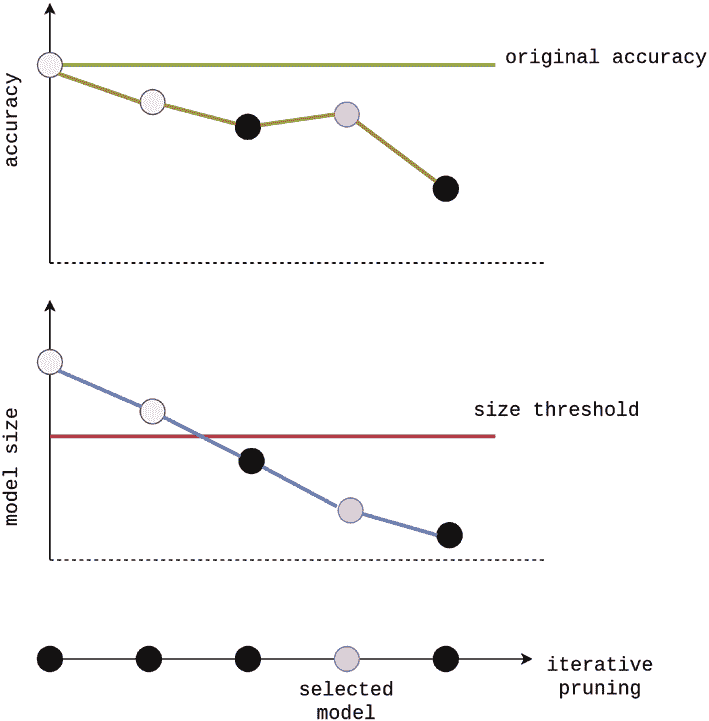 original accuracy
accuracy
size threshold
model size
iterative
pruning
selected
model